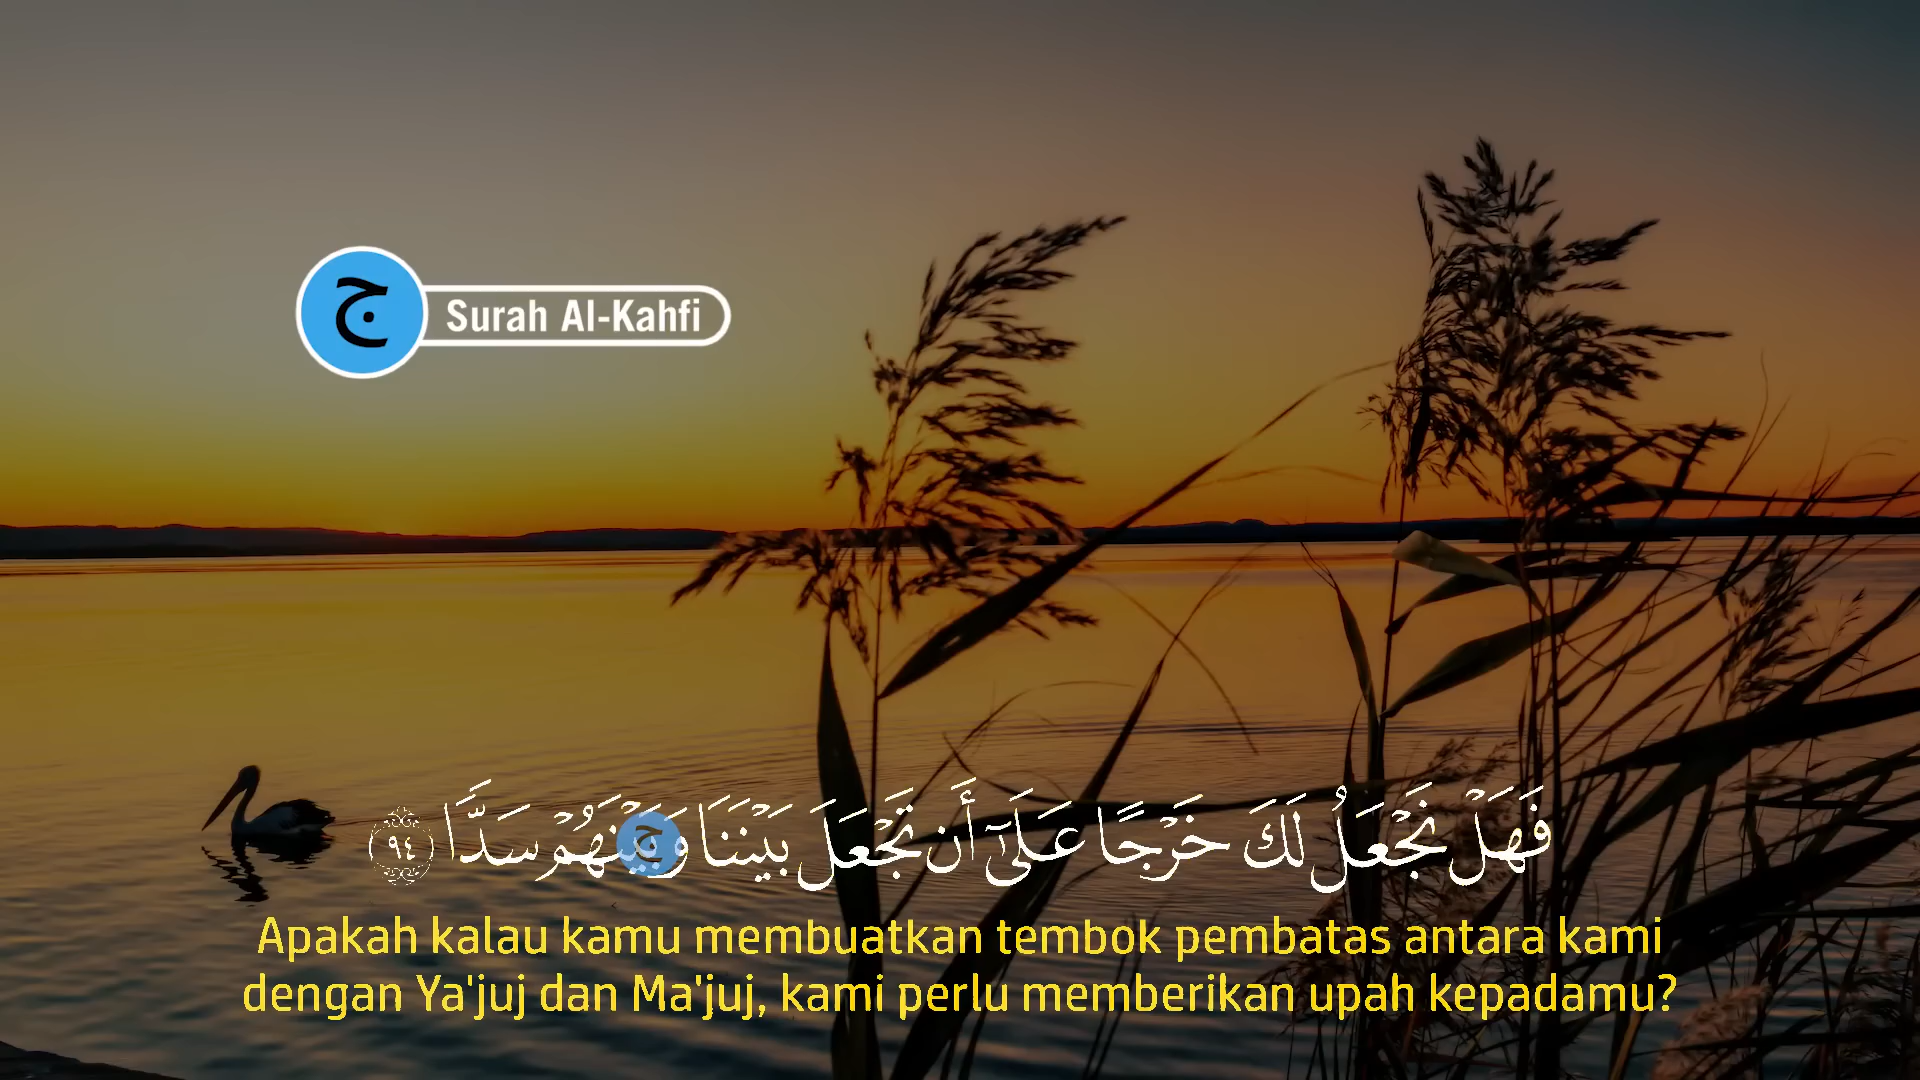 ج
Surah Al-Kahfi
فَهَلْ نَجْعَلُ لَكَ خَرْجًا عَلَىٰٓ أَن تَجْعَلَ بَيْنَنَا وَبَيْنَهُمْ سَدًّا ٩٤
ج
Apakah kalau kamu membuatkan tembok pembatas antara kami
dengan Ya'juj dan Ma'juj, kami perlu memberikan upah kepadamu?